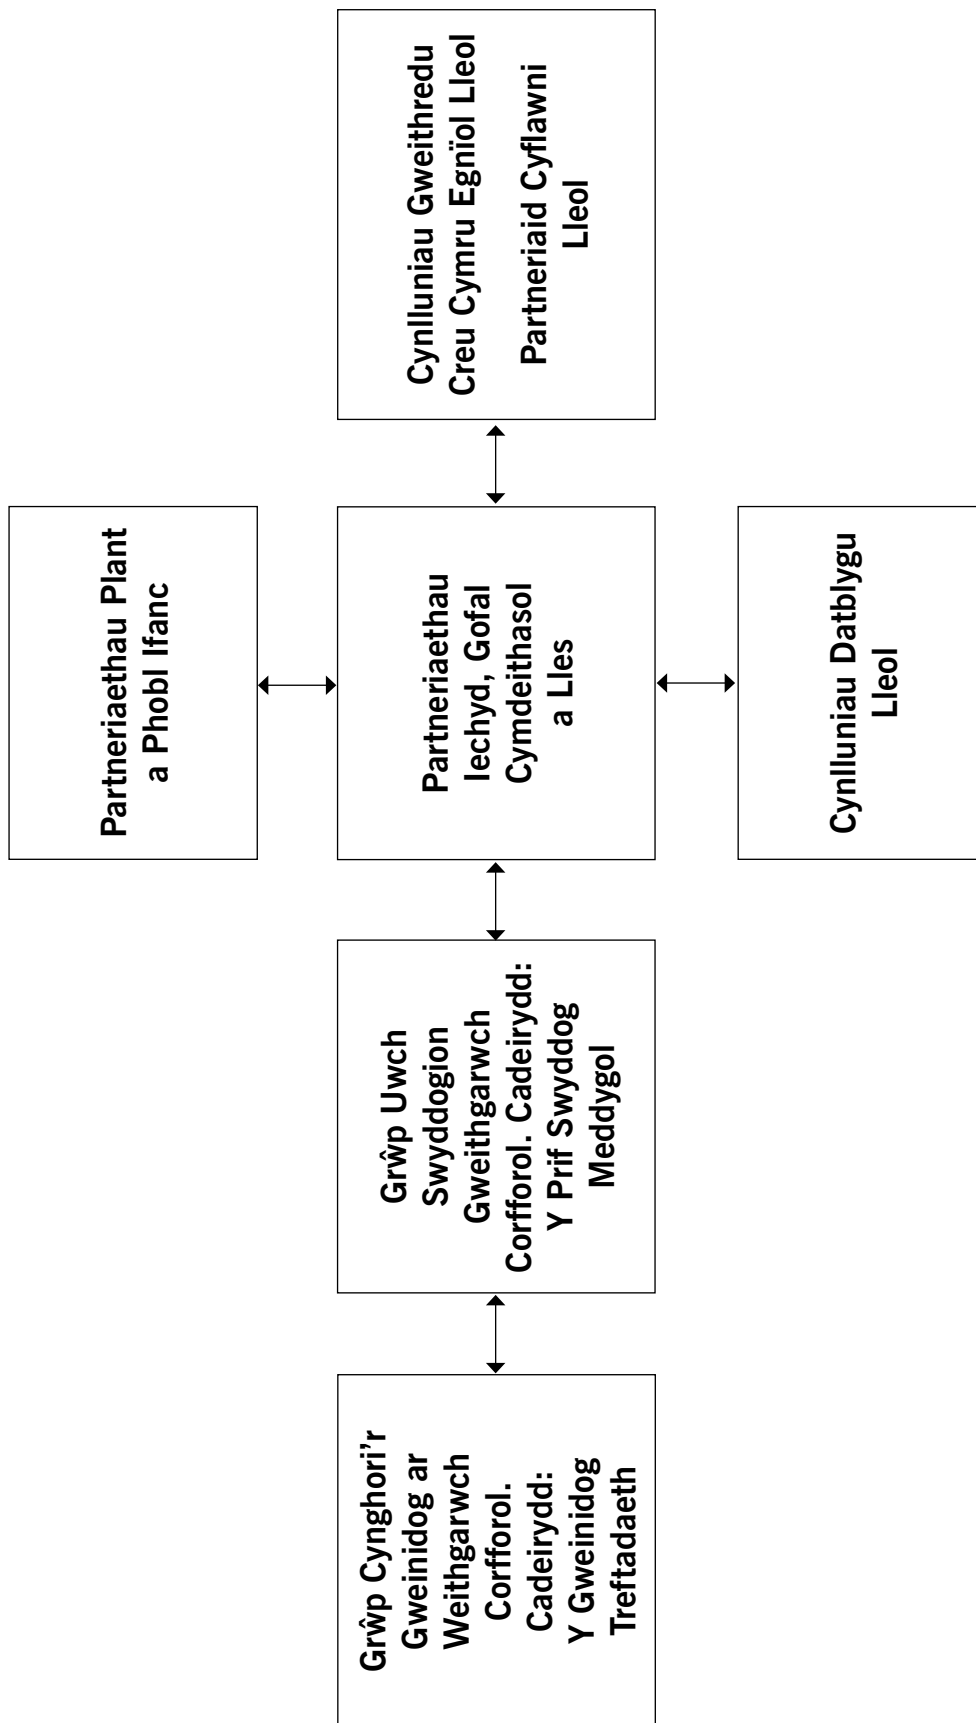 Grŵp Cynghori’r
Gweinidog ar
Weithgarwch
Corfforol.
Cadeirydd:
Y Gweinidog
Treftadaeth
Grŵp Uwch
Swyddogion
Gweithgarwch
Corfforol. Cadeirydd:
Y Prif Swyddog
Meddygol
Partneriaethau Plant
a Phobl Ifanc
Partneriaethau
Iechyd, Gofal
Cymdeithasol
a Lles
Cynlluniau Datblygu
Lleol
Cynlluniau Gweithredu
Creu Cymru Egnïol Lleol
Partneriaid Cyflawni
Lleol